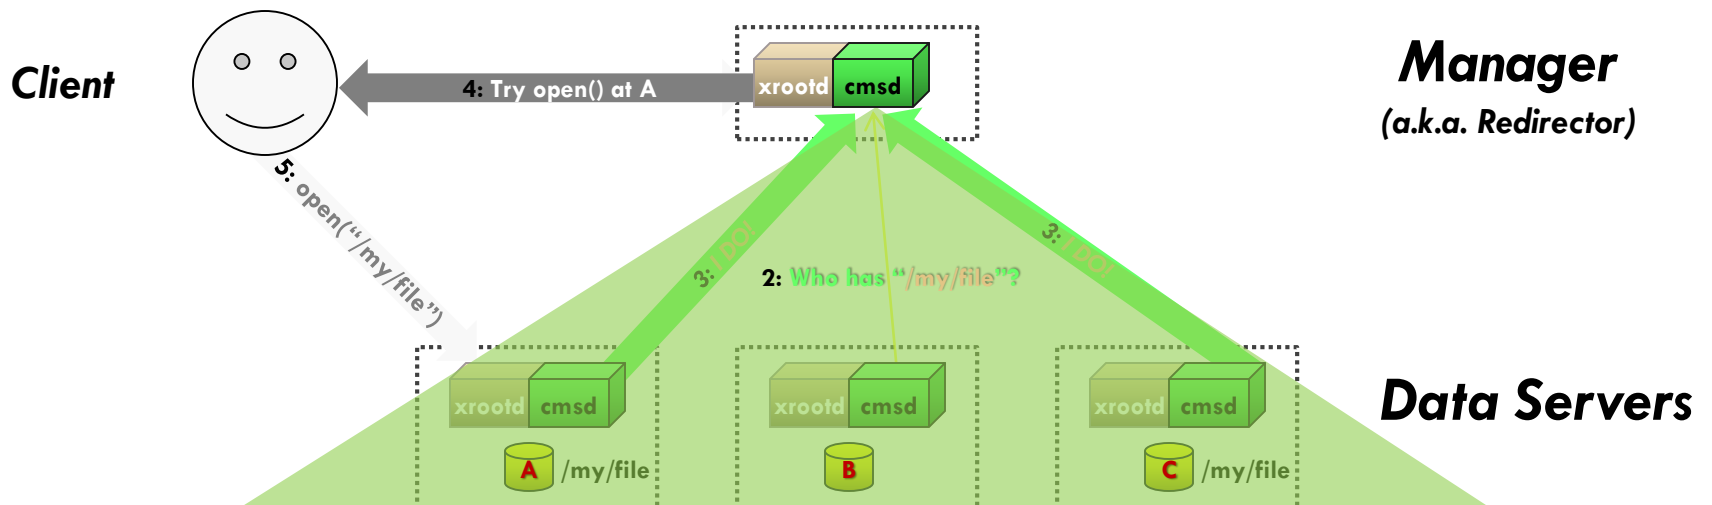 Client
4: Try open() at A
xrootd
cmsd
Manager
(a.k.a. Redirector)
5: open(“/my/file”)
3: I DO!
2: Who has “/my/file”?
3: I DO!
xrootd
cmsd
xrootd
cmsd
xrootd
cmsd
Data Servers
A
/my/file
B
C
/my/file